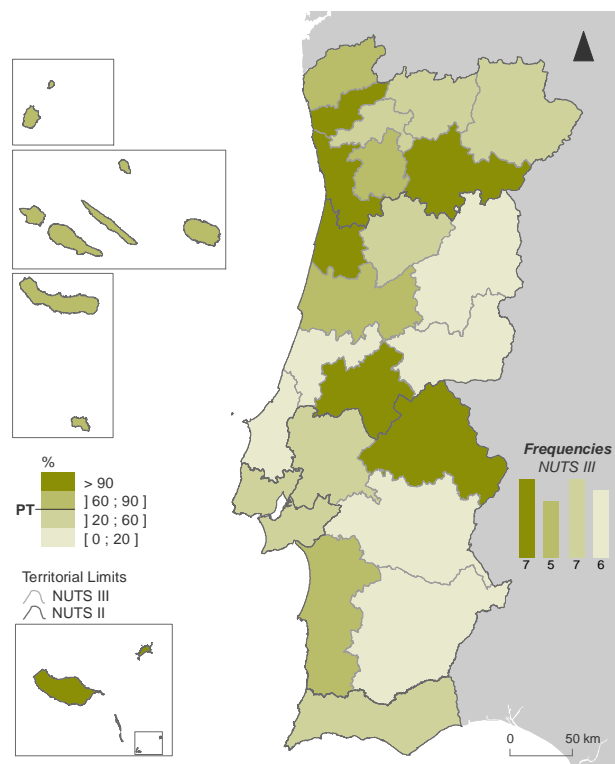 %
> 90
] 60 ; 90 ]
PT
] 20 ; 60 ]
[ 0 ; 20 ]
Territorial Limits
NUTS III
NUTS II
Frequencies
NUTS III
7 5 7 6
0 50 km